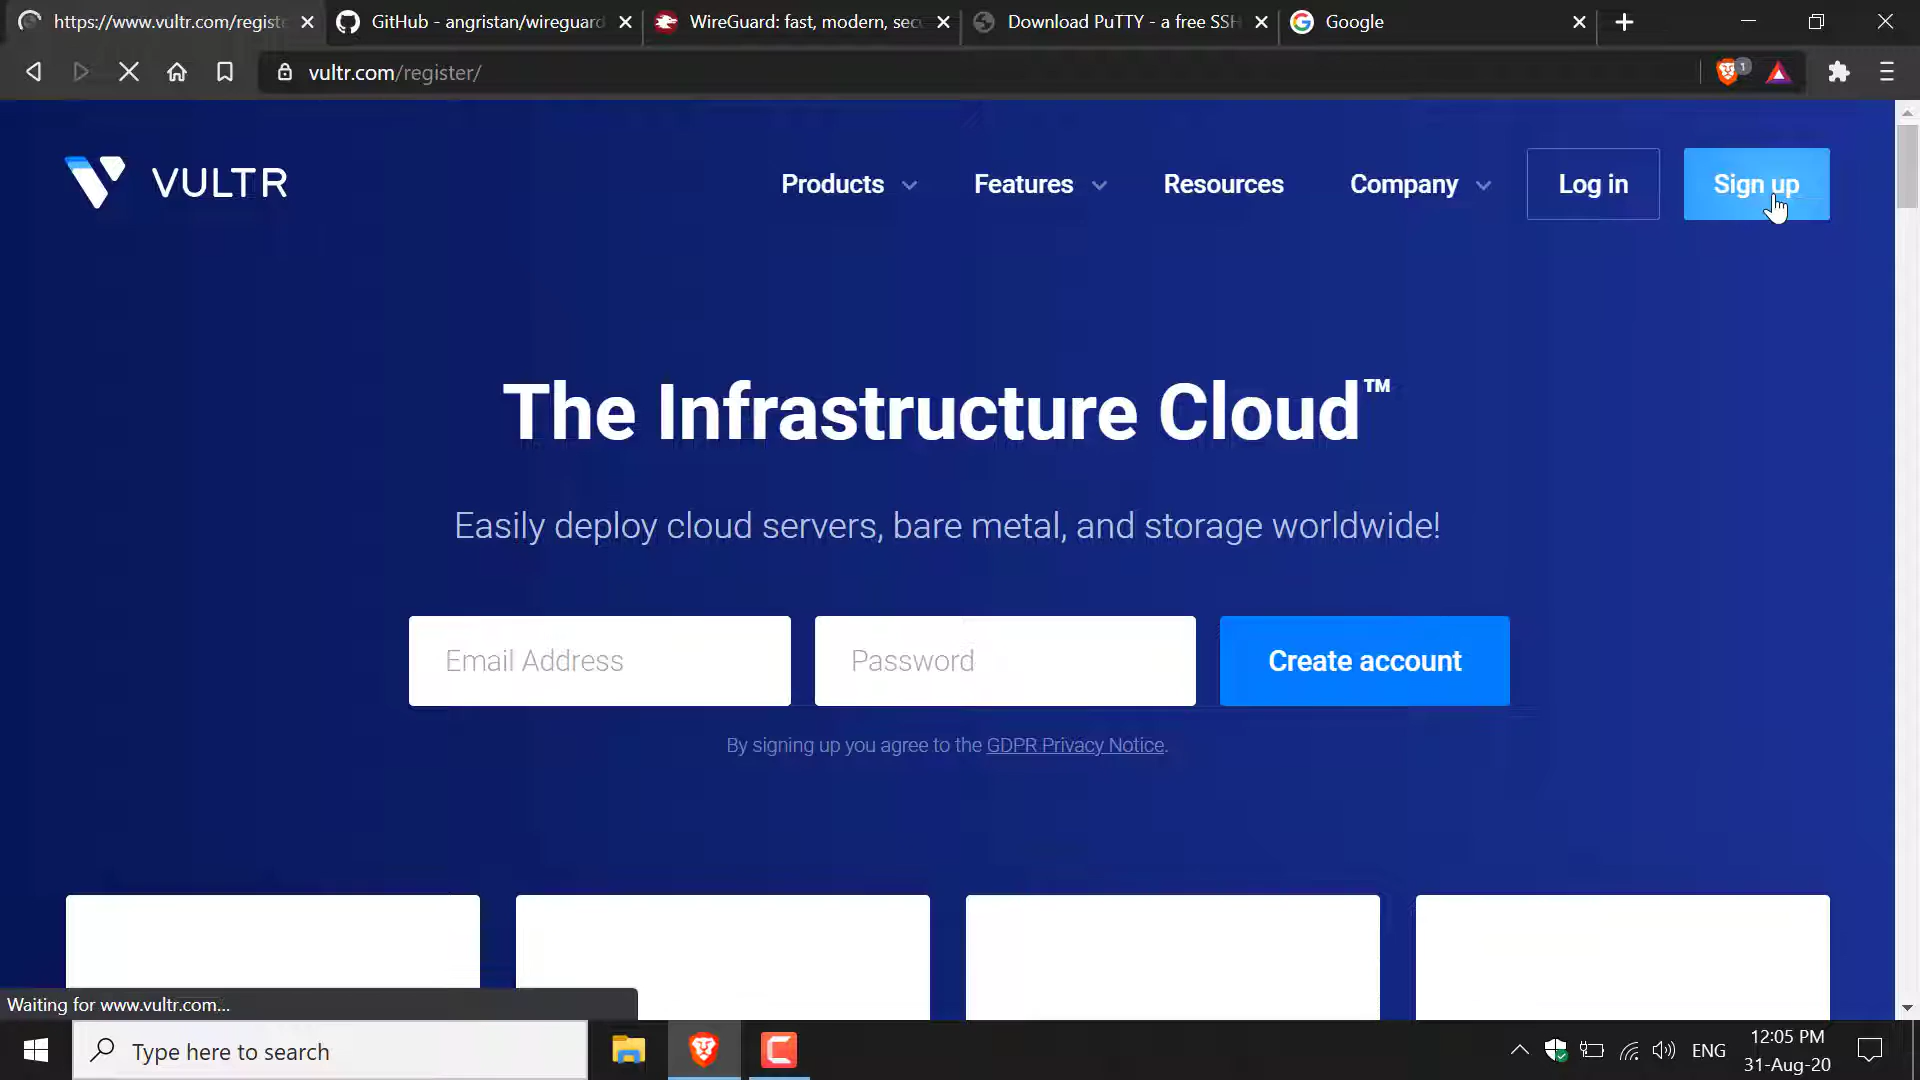 https://www.vultr.com/registe
GitHub - angristan/wireguard
WireGuard: fast, modern, sec
Download PuTTY - a free SSH
Google
vultr.com/register/
1
VULTR
Products
Features
Resources
Company
Log in
Sign up
The Infrastructure Cloud™
Easily deploy cloud servers, bare metal, and storage worldwide!
Email Address
Password
Create account
By signing up you agree to the GDPR Privacy Notice.
Waiting for www.vultr.com...
Type here to search
ENG
12:05 PM
31-Aug-20